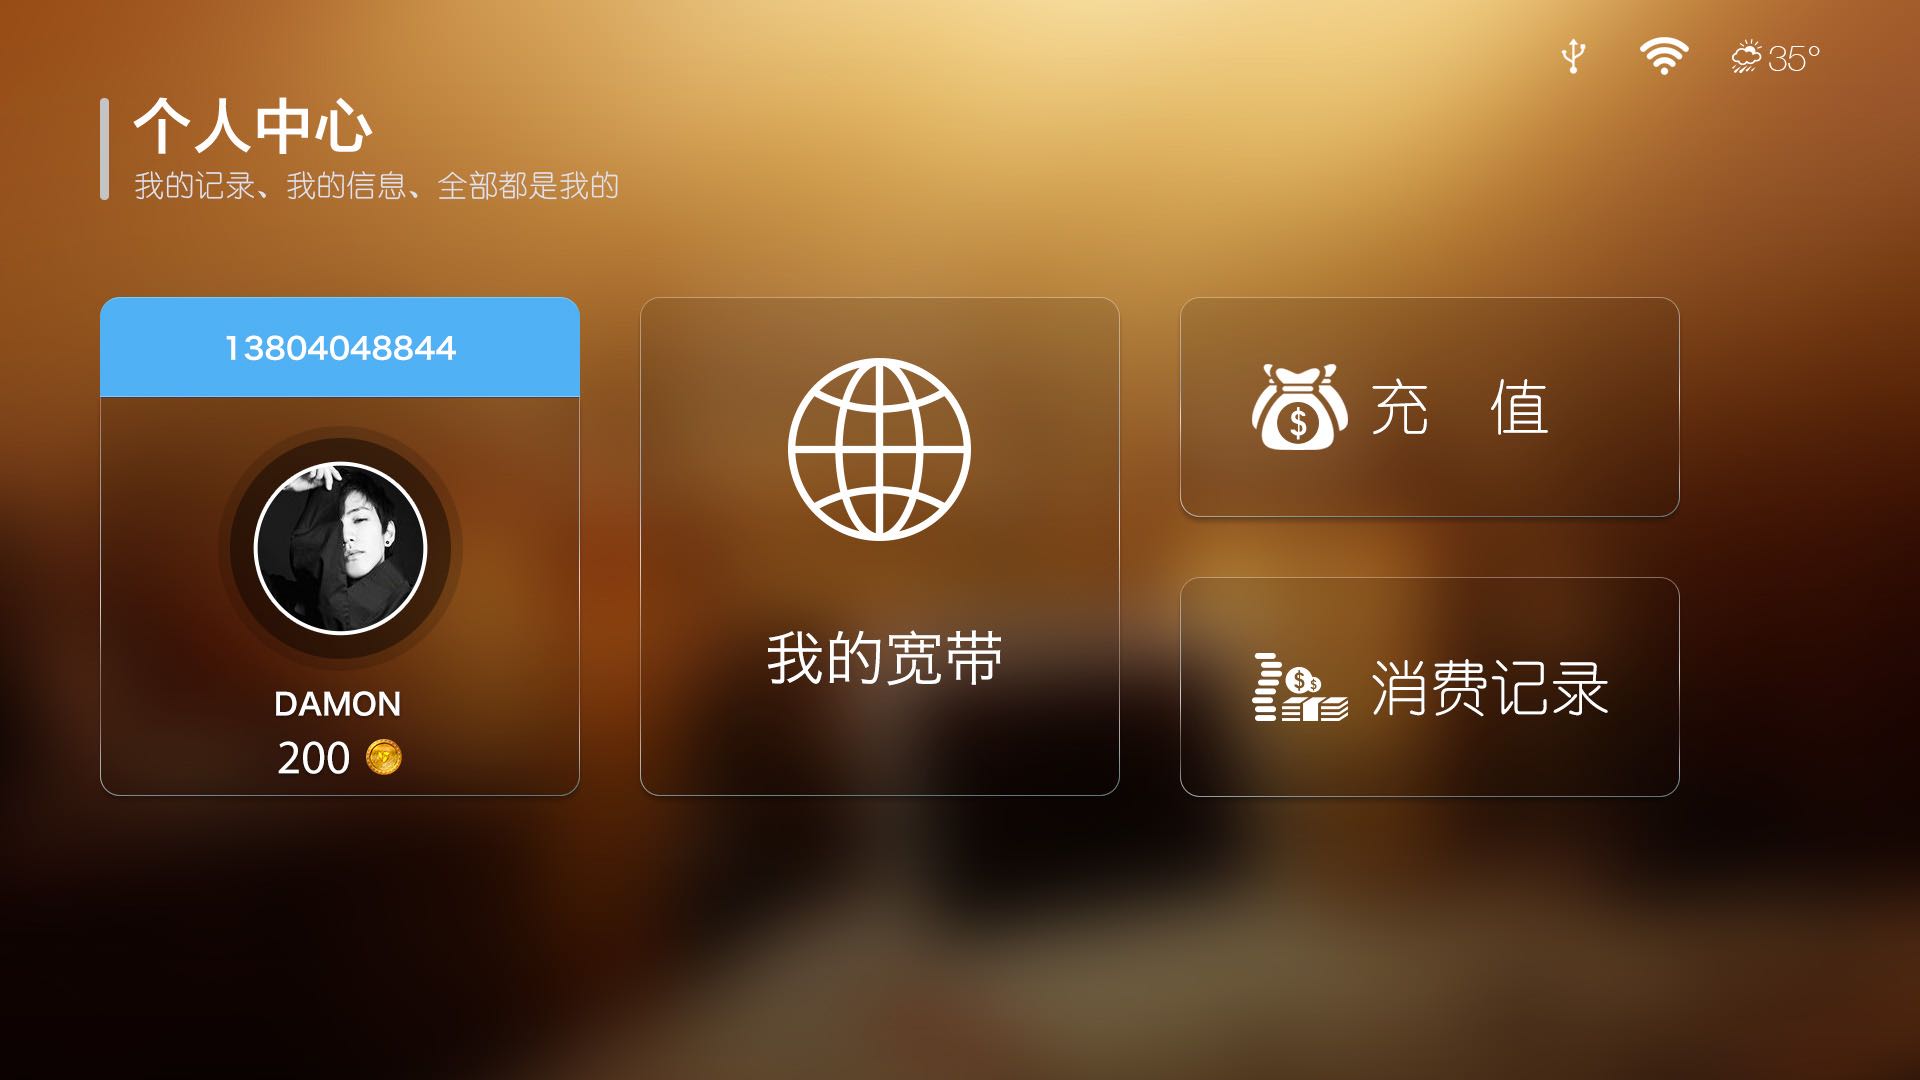 35°
个人中心
我的记录、我的信息、全部都是我的
13804048844
DAMON
200
我的宽带
充 值
消费记录